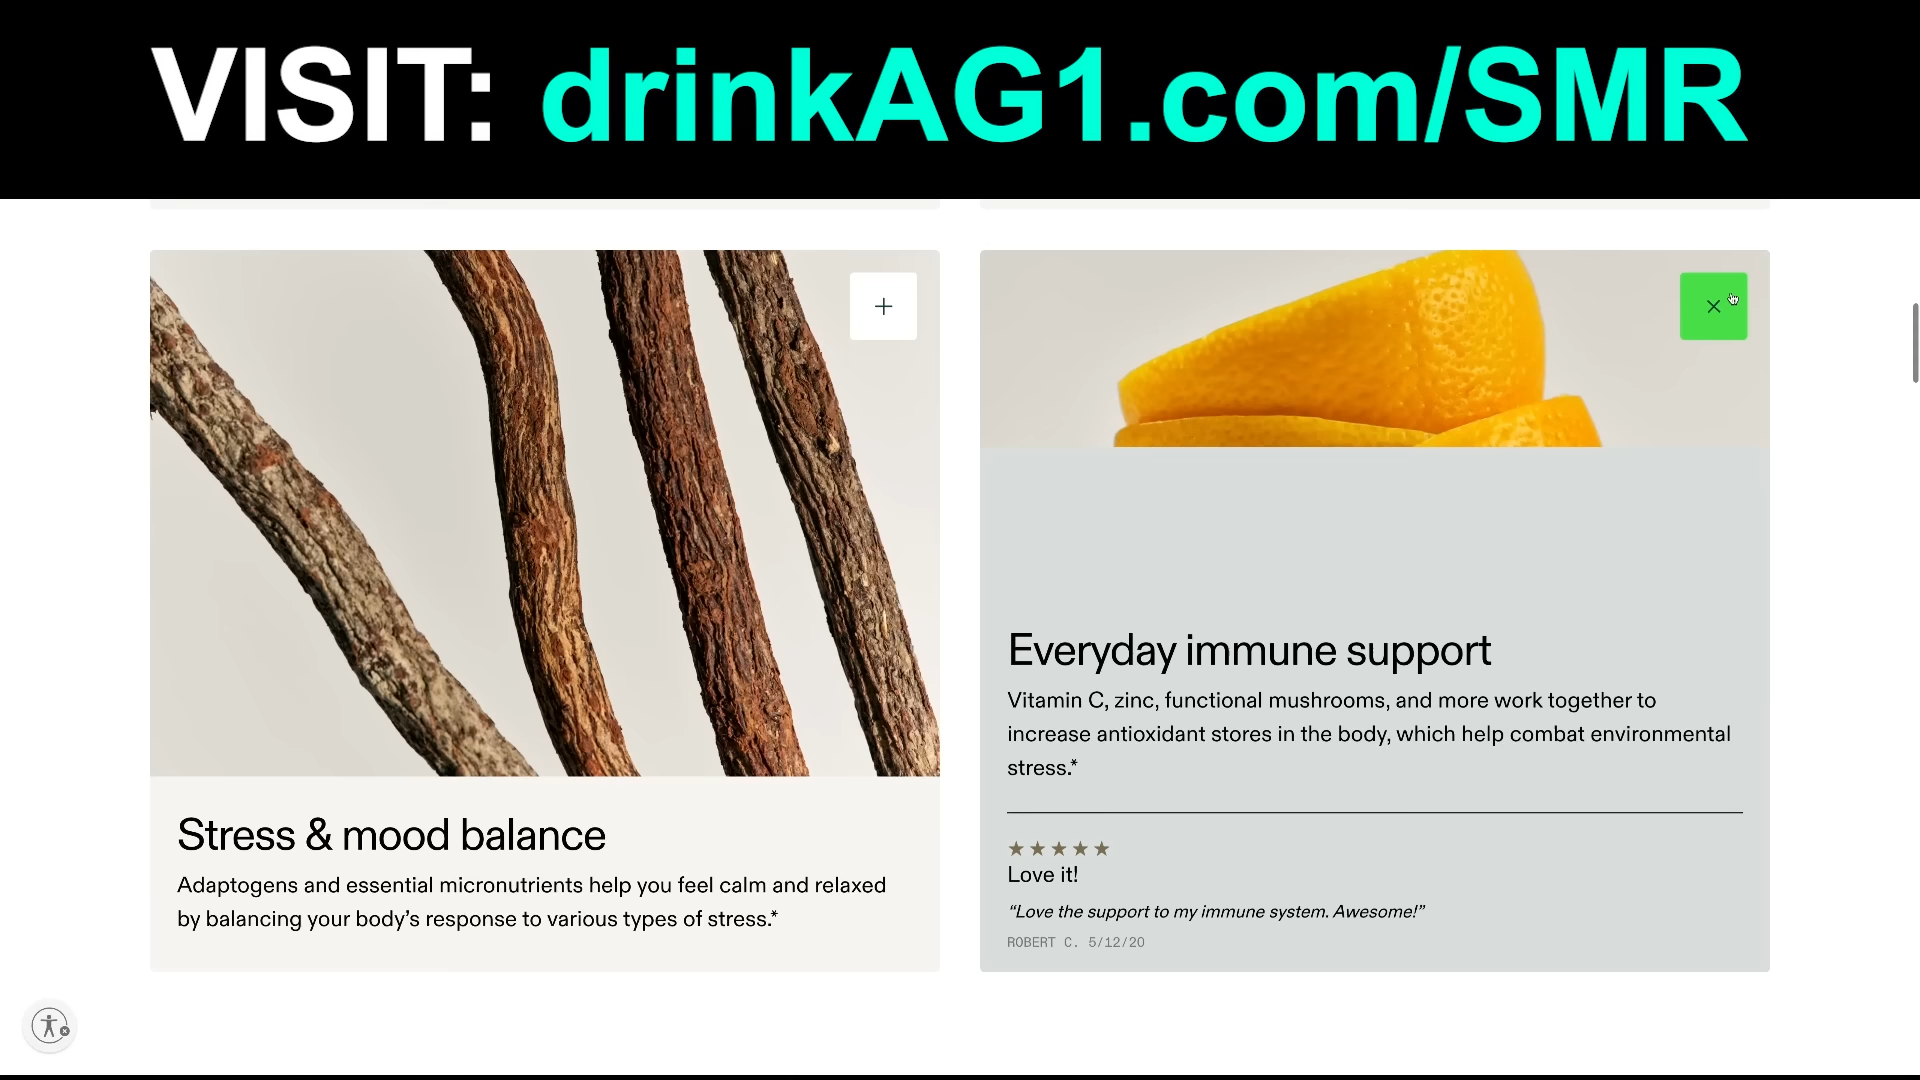 VISIT: drinkAG1.com/SMR
Stress & mood balance
Adaptogens and essential micronutrients help you feel calm and relaxed
by balancing your body’s response to various types of stress.*
Everyday immune support
Vitamin C, zinc, functional mushrooms, and more work together to
increase antioxidant stores in the body, which help combat environmental
stress.*
★★★★★
Love it!
“Love the support to my immune system. Awesome!”
ROBERT C. 5/12/20